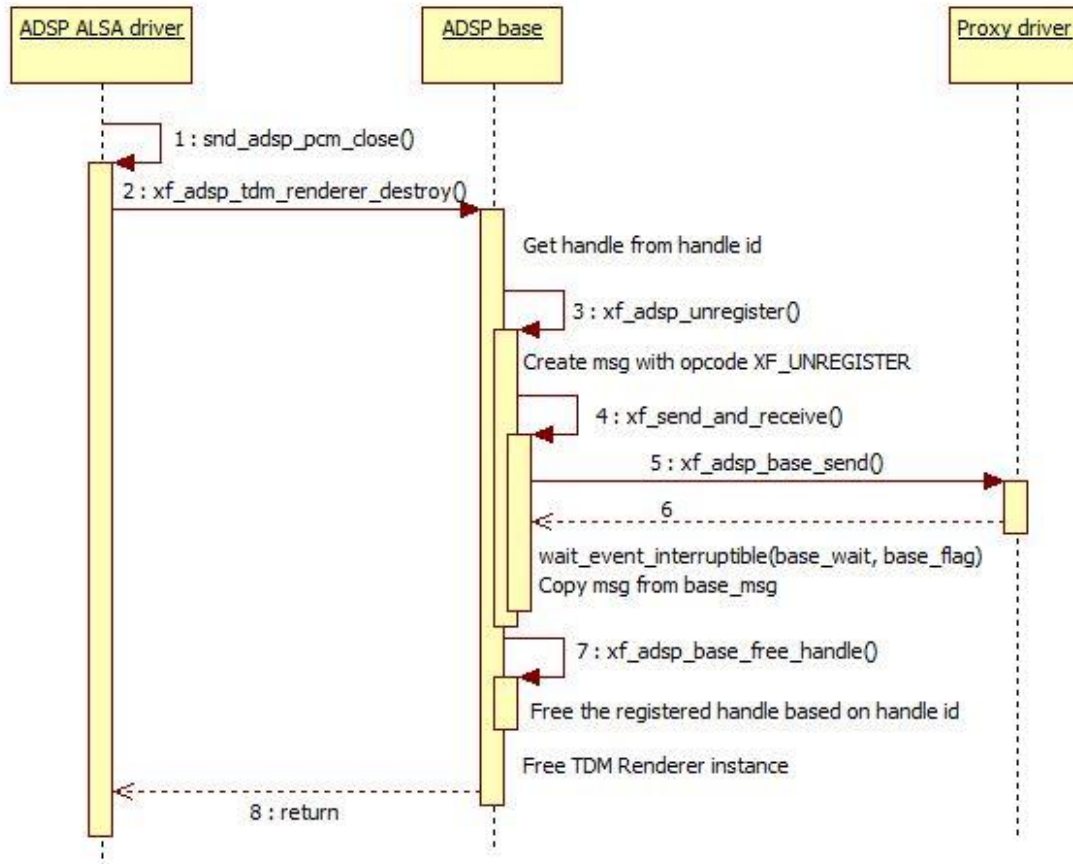 ADSP ALSA driver
ADSP base
Proxy driver
1 : snd_adsp_pcm_close()
2 : xf_adsp_tdm_renderer_destroy()
Get handle from handle id
3 : xf_adsp_unregister()
Create msg with opcode XF_UNREGISTER
4 : xf_send_and_receive()
5 : xf_adsp_base_send()
6
wait_event_interruptible(base_wait, base_flag)
Copy msg from base_msg
7 : xf_adsp_base_free_handle()
Free the registered handle based on handle id
Free TDM Renderer instance
8 : return